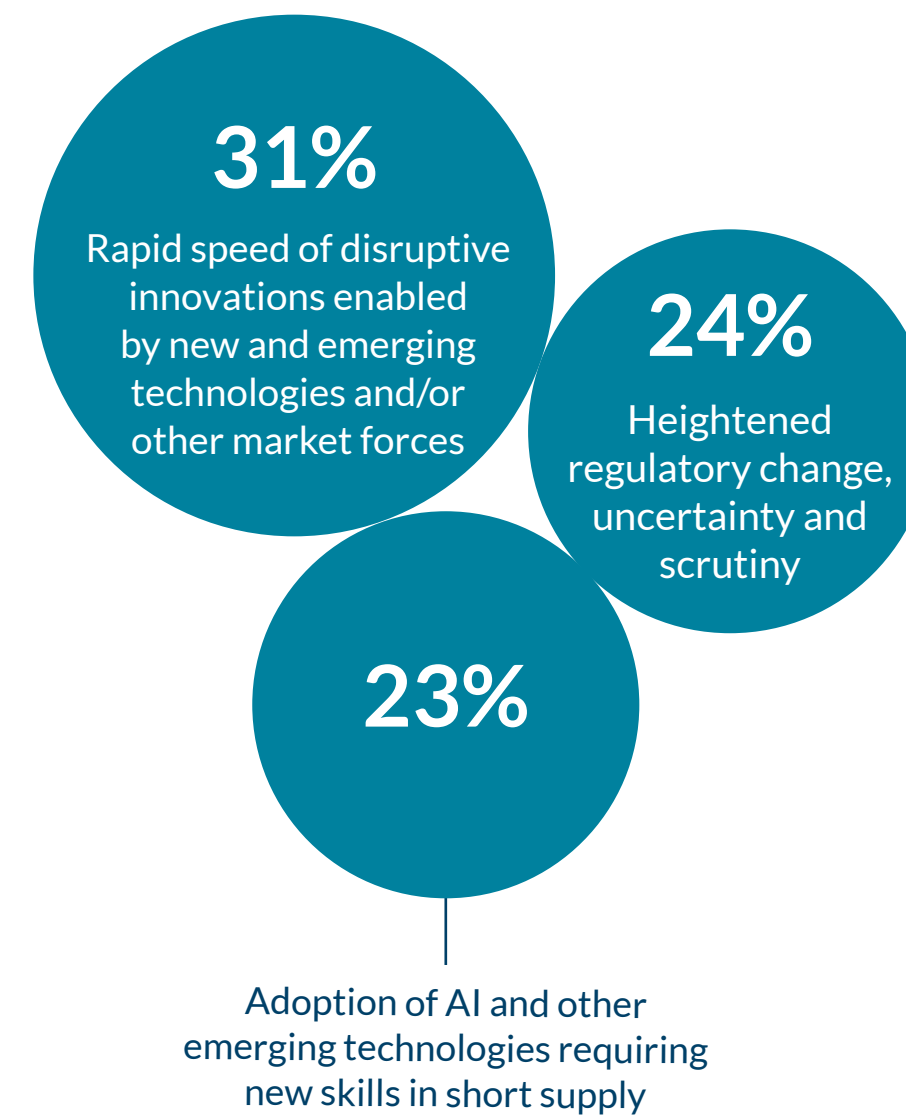 31%
Rapid speed of disruptive
innovations enabled
by new and emerging
technologies and/or
other market forces
24%
Heightened
regulatory change,
uncertainty and
scrutiny
23%
Adoption of AI and other
emerging technologies requiring
new skills in short supply